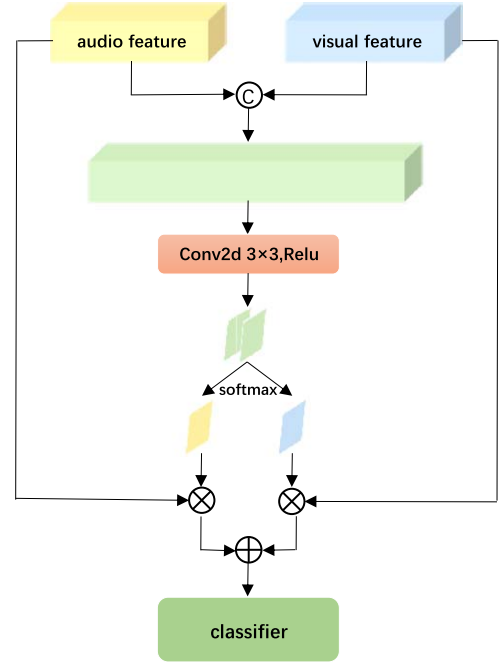 audio feature
visual feature
C
Conv2d 3×3,Relu
softmax
classifier